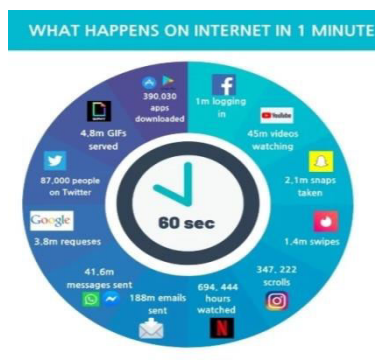 WHAT HAPPENS ON INTERNET IN 1 MINUTE
1m logging
in
YouTube
45m videos
watching
2,1m snaps
taken
1.4m swipes
347, 222
scrolls
694, 444
hours
watched
188m emails
sent
41,6m
messages sent
3.8m requeses
Google
87,000 people
on Twitter
4,8m GIFs
served
390,030
apps
downloaded
60 sec